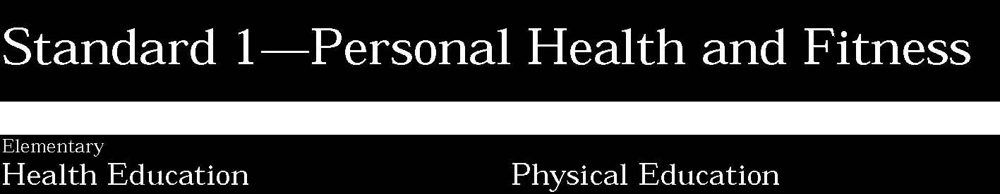 Standard 1—Personal Health and Fitness
Elementary
Health Education Physical Education